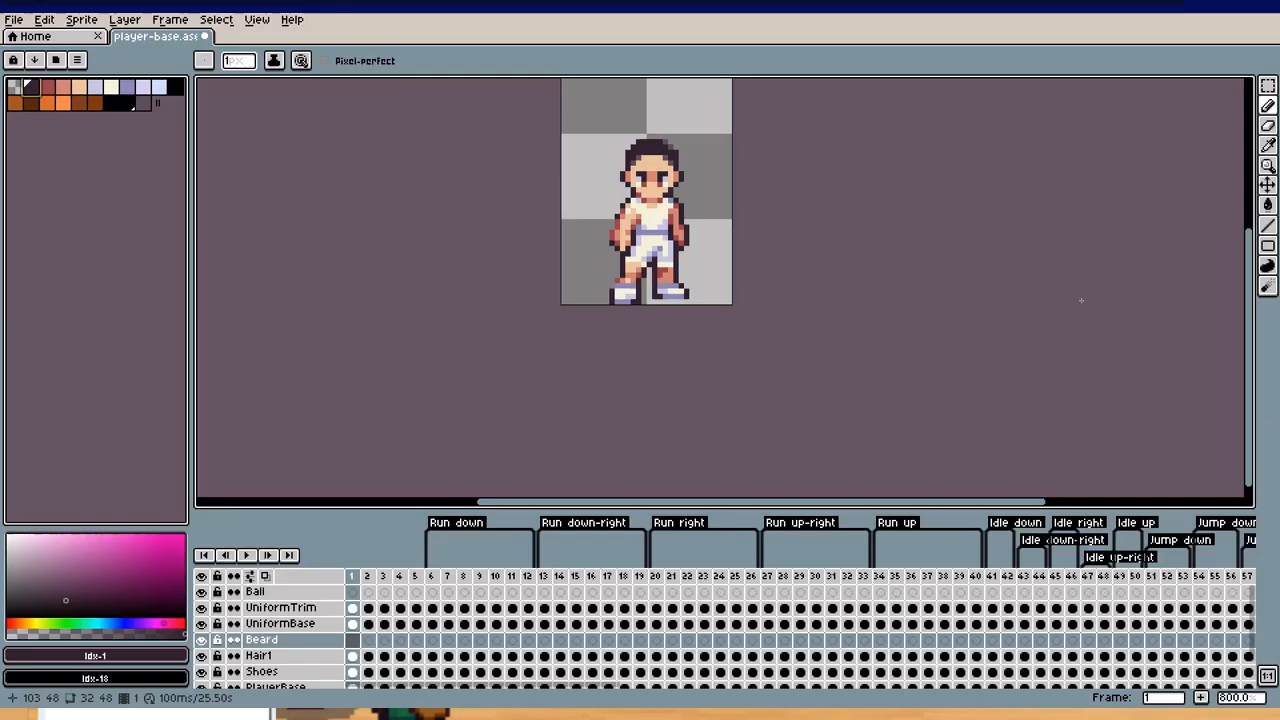 File Edit Sprite Layer Frame Select View Help
Home player-base.ase
1px Pixel-perfect
Run down Run down-right Run right Run up-right Run up Idle down Idle right Idle up Jump down
Idle down-right Jump down
Idle up-right
1 2 3 4 5 6 7 8 9 10 11 12 13 14 15 16 17 18 19 20 21 22 23 24 25 26 27 28 29 30 31 32 33 34 35 36 37 38 39 40 41 42 43 44 45 46 47 48 49 50 51 52 53 54 55 56 57
Ball
UniformTrim
UniformBase
Beard
Hair1
Shoes
PlayerBase
Idx-1
Idx-18
103 48 32 48 1 100ms/25.50s Frame: 1 800.0
1:1